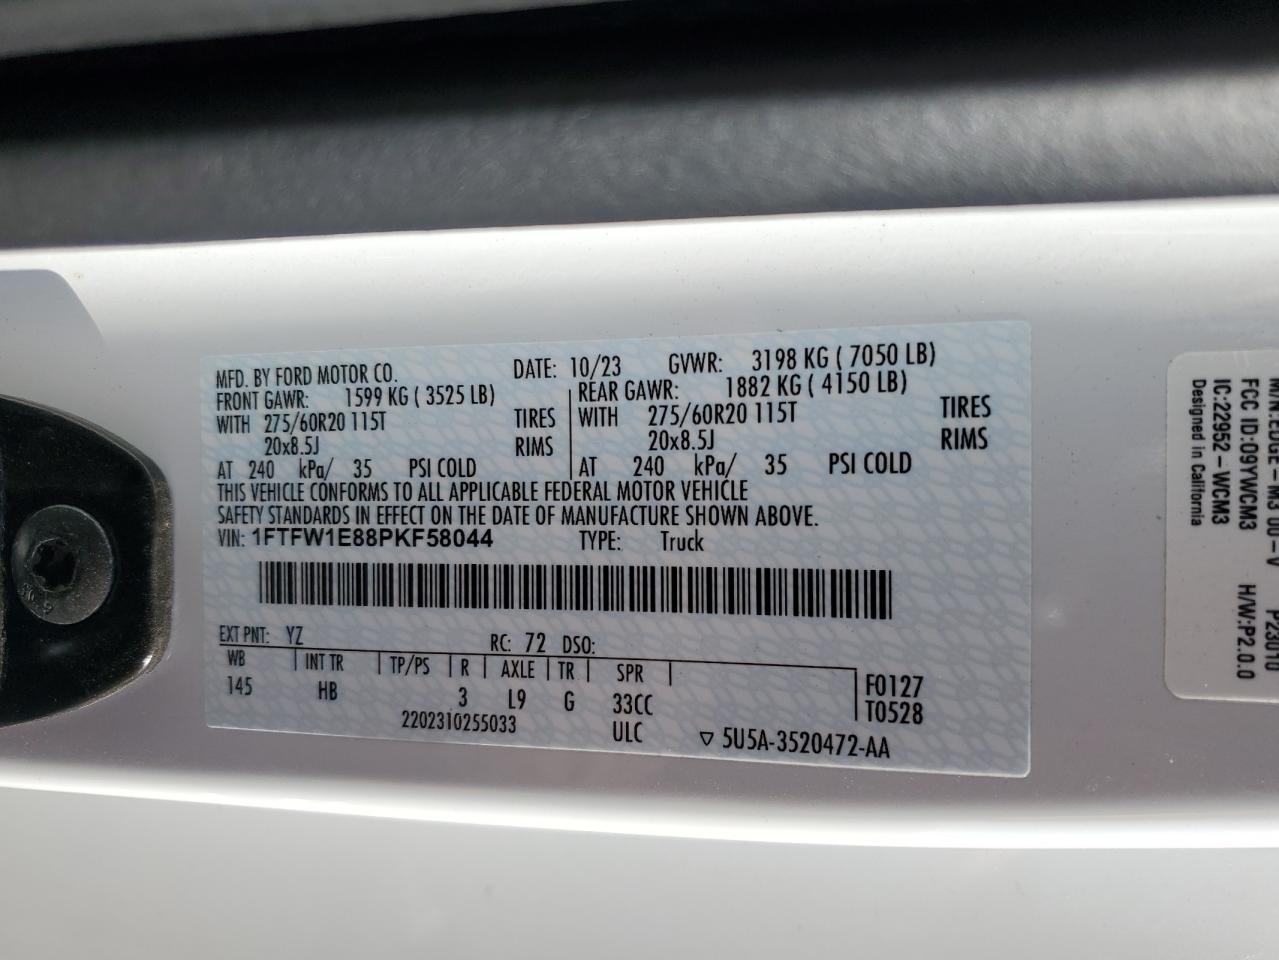 MFD. BY FORD MOTOR CO. DATE: 10/23 GVWR: 3198 KG ( 7050 LB)
FRONT GAWR: 1599 KG ( 3525 LB) REAR GAWR: 1882 KG ( 4150 LB)
WITH 275/60R20 115T TIRES WITH 275/60R20 115T TIRES
20x8.5J RIMS 20x8.5J RIMS
AT 240 kPa/ 35 PSI COLD AT 240 kPa/ 35 PSI COLD
THIS VEHICLE CONFORMS TO ALL APPLICABLE FEDERAL MOTOR VEHICLE
SAFETY STANDARDS IN EFFECT ON THE DATE OF MANUFACTURE SHOWN ABOVE.
VIN: 1FTFW1E88PKF58044 TYPE: Truck
EXT PNT: YZ RC: 72 DSO:
WB INT TR TP/PS R AXLE TR SPR
145 HB 3 L9 G 33CC F0127
2202310255033 ULC T0528
▽ 5U5A-3520472-AA
M/N:EDGE-M3 00-V P23010
FCC ID:O9YWCM3 H/W:P2.0.0
IC:22952-WCM3
Designed in California